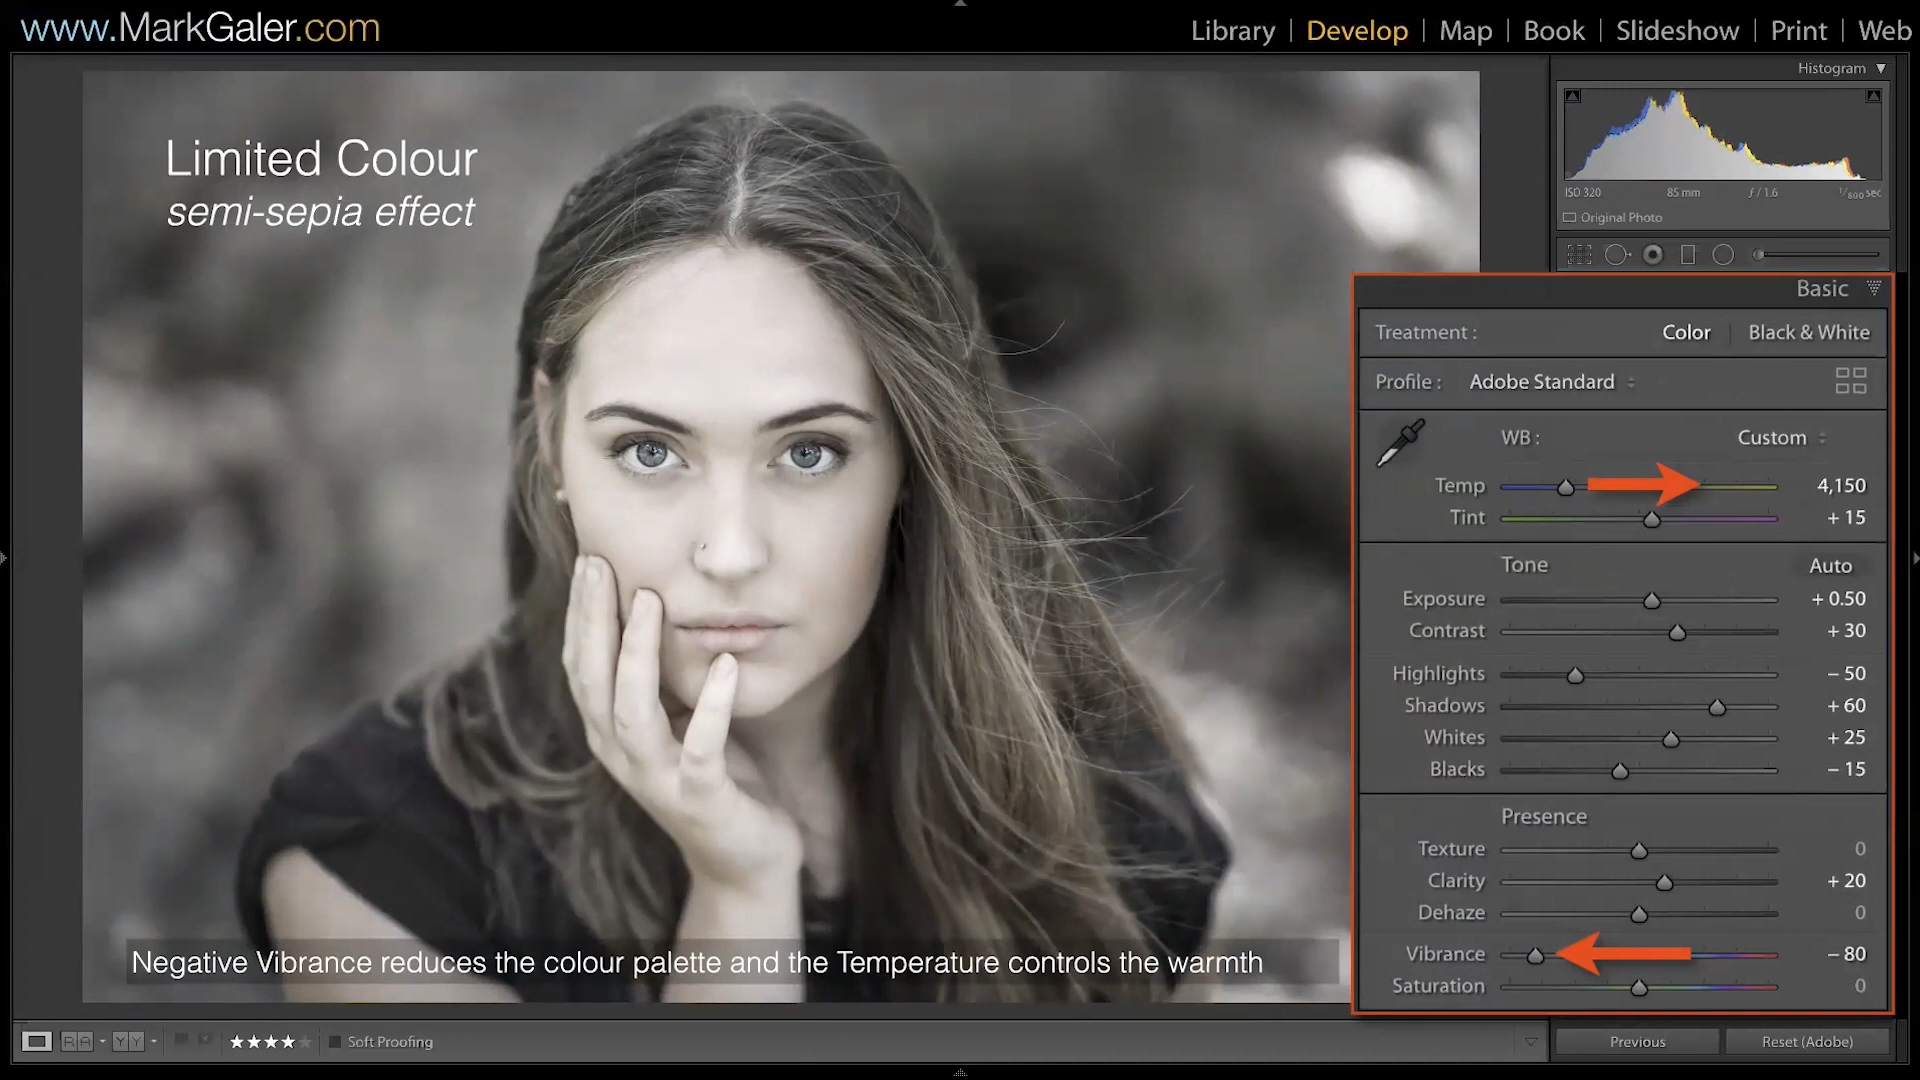 www.MarkGaler.com
Library | Develop | Map | Book | Slideshow | Print | Web
Histogram
ISO 320 85 mm ƒ / 1.6 1/800 sec
Original Photo
Limited Colour
semi-sepia effect
Basic
Treatment : Color Black & White
Profile : Adobe Standard
WB : Custom
Temp 4,150
Tint + 15
Tone Auto
Exposure + 0.50
Contrast + 30
Highlights – 50
Shadows + 60
Whites + 25
Blacks – 15
Presence
Texture 0
Clarity + 20
Dehaze 0
Vibrance – 80
Saturation 0
Negative Vibrance reduces the colour palette and the Temperature controls the warmth
R A Y Y Soft Proofing Previous Reset (Adobe)